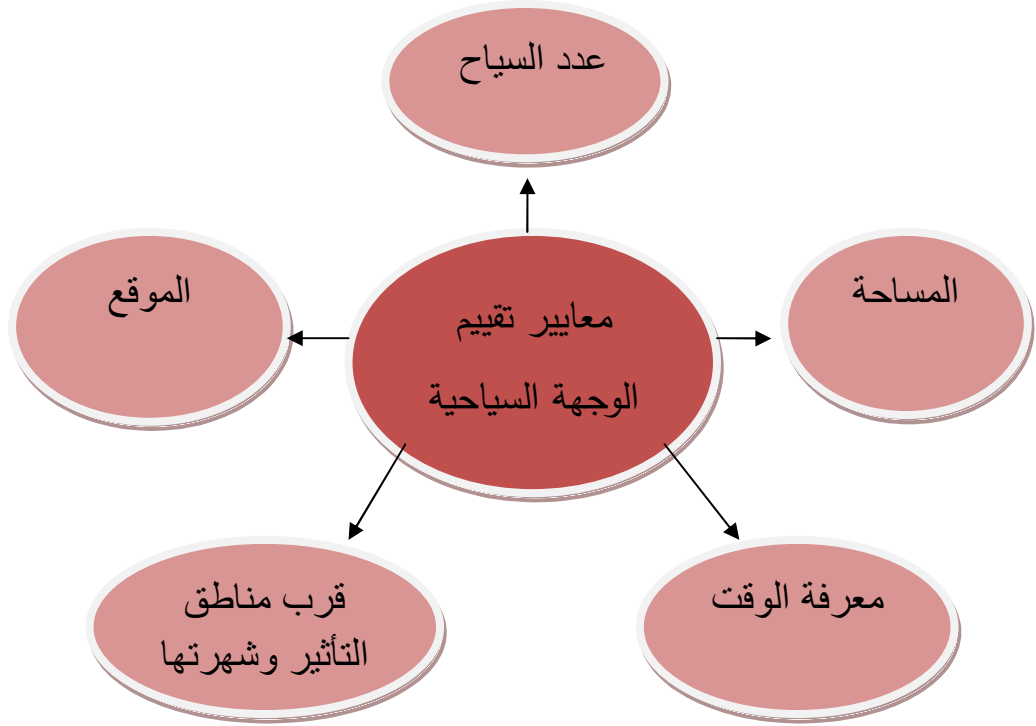 عدد السياح
المساحة
الموقع
معايير تقييم
الوجهة السياحية
معرفة الوقت
قرب مناطق
التأثير وشهرتها